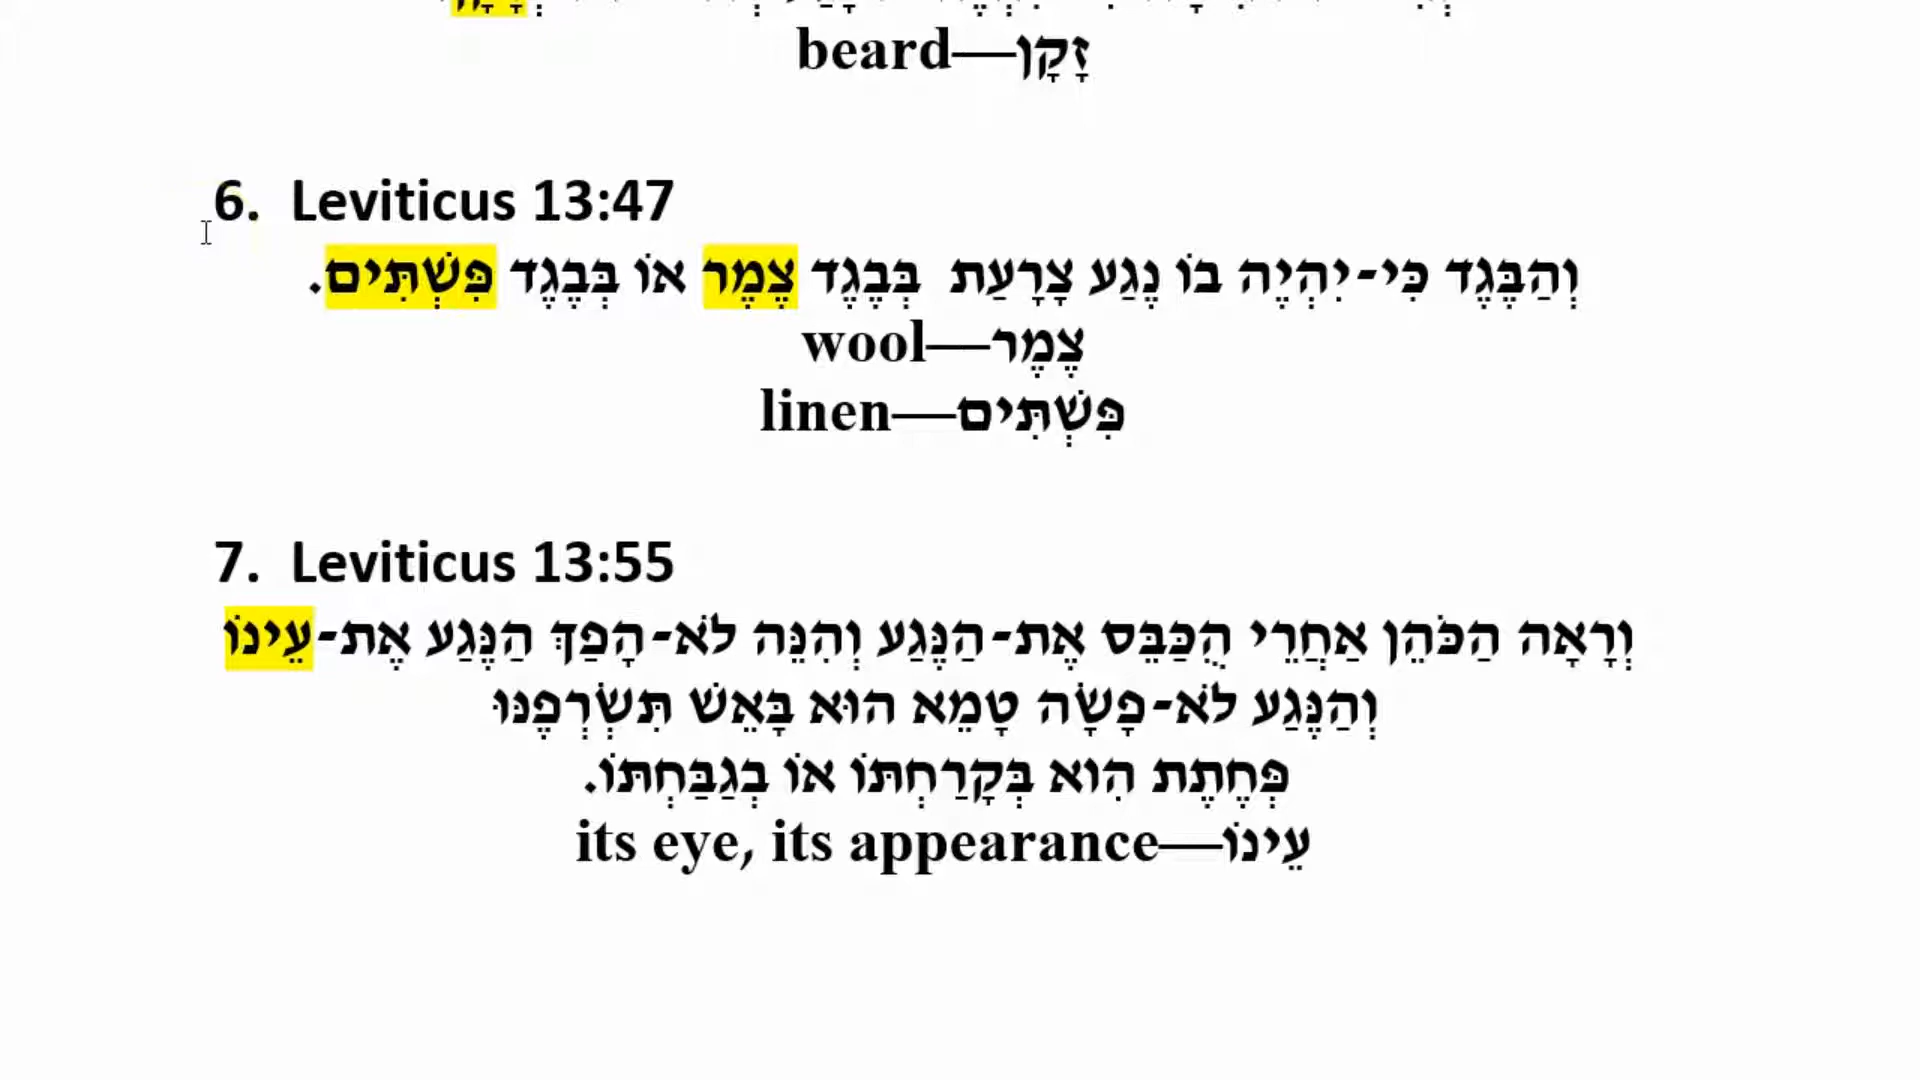 beard—זָקָן
6. Leviticus 13:47
וְהַבֶּגֶד כִּי-יִהְיֶה בוֹ נֶגַע צָרָעַת בְּבֶגֶד צֶמֶר אוֹ בְּבֶגֶד פִּשְׁתִּים.
wool—צֶמֶר
linen—פִּשְׁתִּים
7. Leviticus 13:55
וְרָאָה הַכֹּהֵן אַחֲרֵי הֻכַּבֵּס אֶת-הַנֶּגַע וְהִנֵּה לֹא-הָפַךְ הַנֶּגַע אֶת-עֵינוֹ
וְהַנֶּגַע לֹא-פָשָׂה טָמֵא הוּא בָּאֵשׁ תִּשְׂרְפֶנּוּ
פְּחֶתֶת הִוא בְּקָרַחְתּוֹ אוֹ בְגַבַּחְתּוֹ.
its eye, its appearance—עֵינוֹ